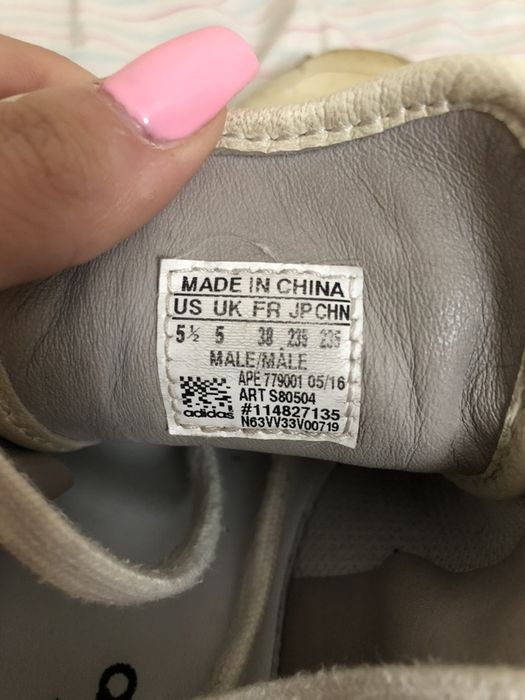 MADE IN CHINA
US UK FR JP CHN
5½ 5 38 235 235
MALE/MALE
APE 779001 05/16
ART S80504
adidas #114827135
N63VV33V00719